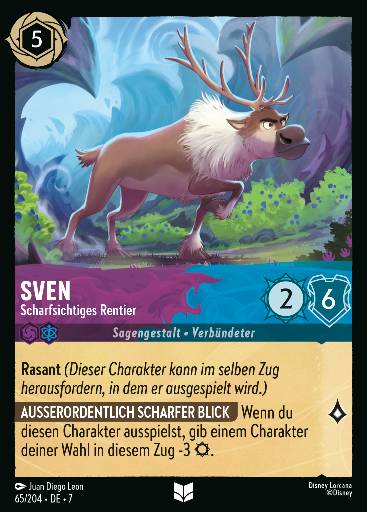 5
SVEN
Scharfsichtiges Rentier
2
6
Sagengestalt • Verbündeter
Rasant (Dieser Charakter kann im selben Zug
herausfordern, in dem er ausgespielt wird.)
AUSSERORDENTLICH SCHARFER BLICK Wenn du
diesen Charakter ausspielst, gib einem Charakter
deiner Wahl in diesem Zug -3 .
Juan Diego Leon
65/204 • DE • 7
Disney Lorcana
©Disney